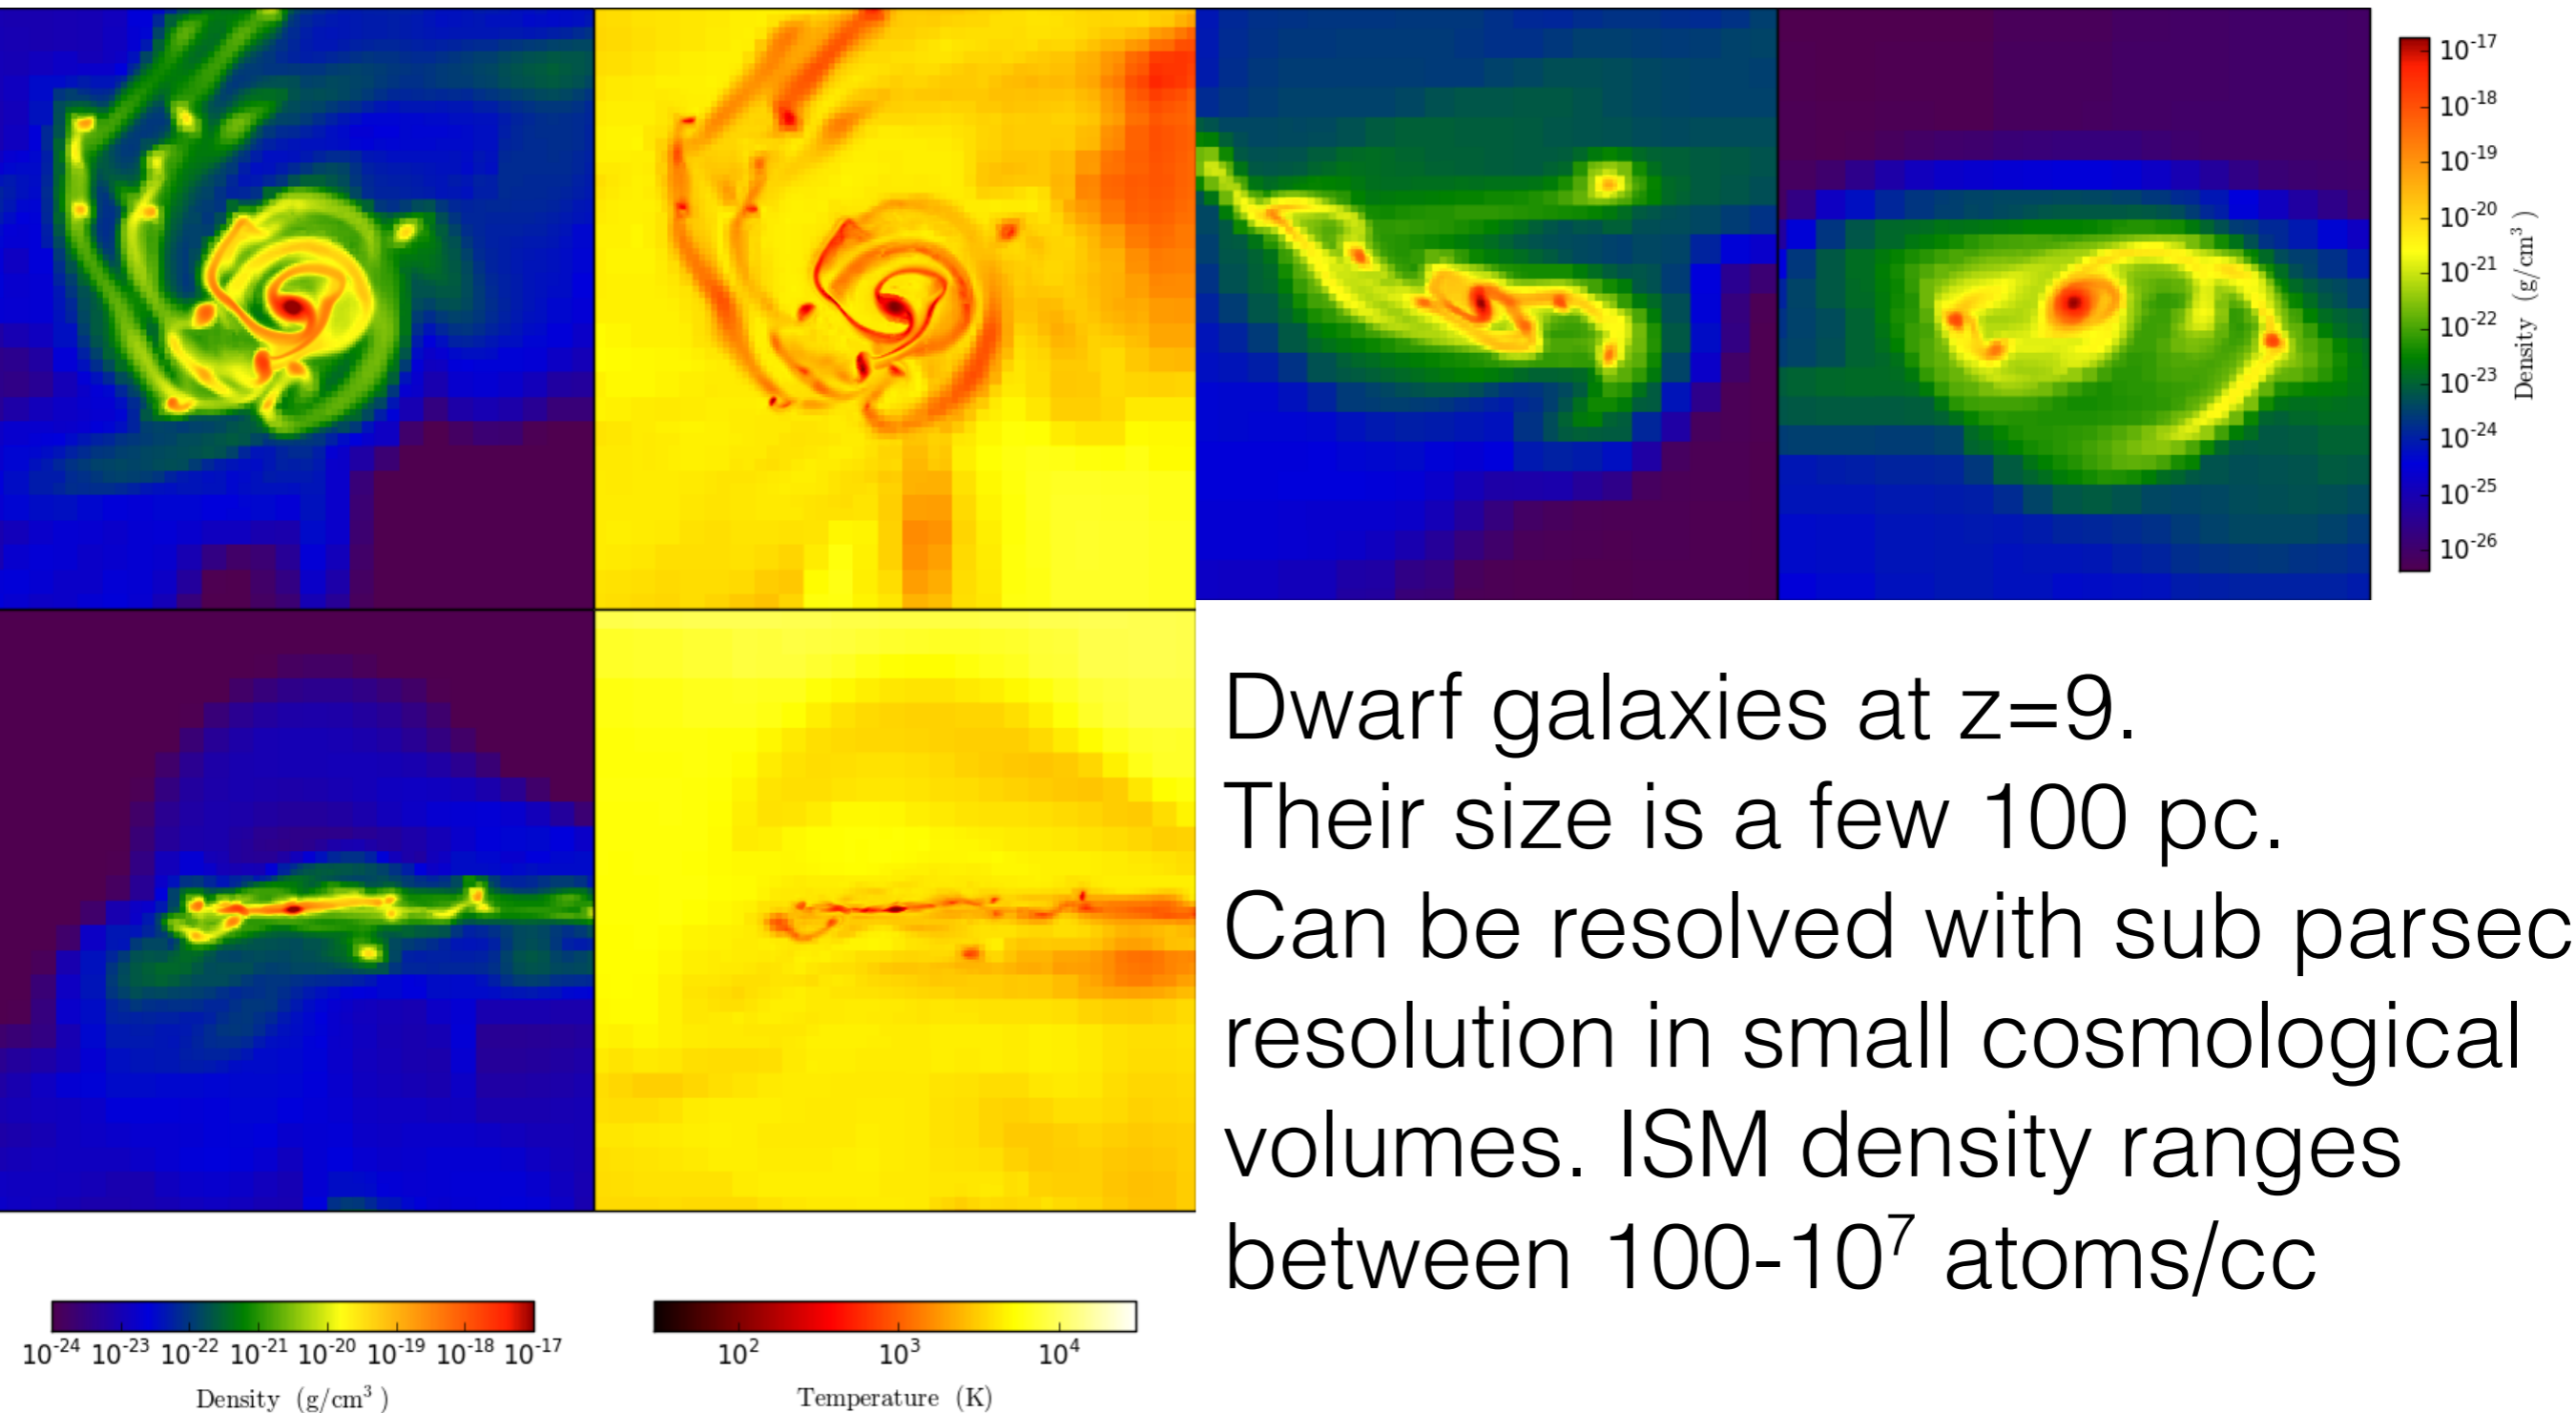 10^-17
10^-18
10^-19
10^-20
10^-21
10^-22
10^-23
10^-24
10^-25
10^-26
Density (g/cm^3)
Dwarf galaxies at z=9.
Their size is a few 100 pc.
Can be resolved with sub parsec
resolution in small cosmological
volumes. ISM density ranges
between 100-10^7 atoms/cc
10^-24 10^-23 10^-22 10^-21 10^-20 10^-19 10^-18 10^-17
Density (g/cm^3)
10^2 10^3 10^4
Temperature (K)